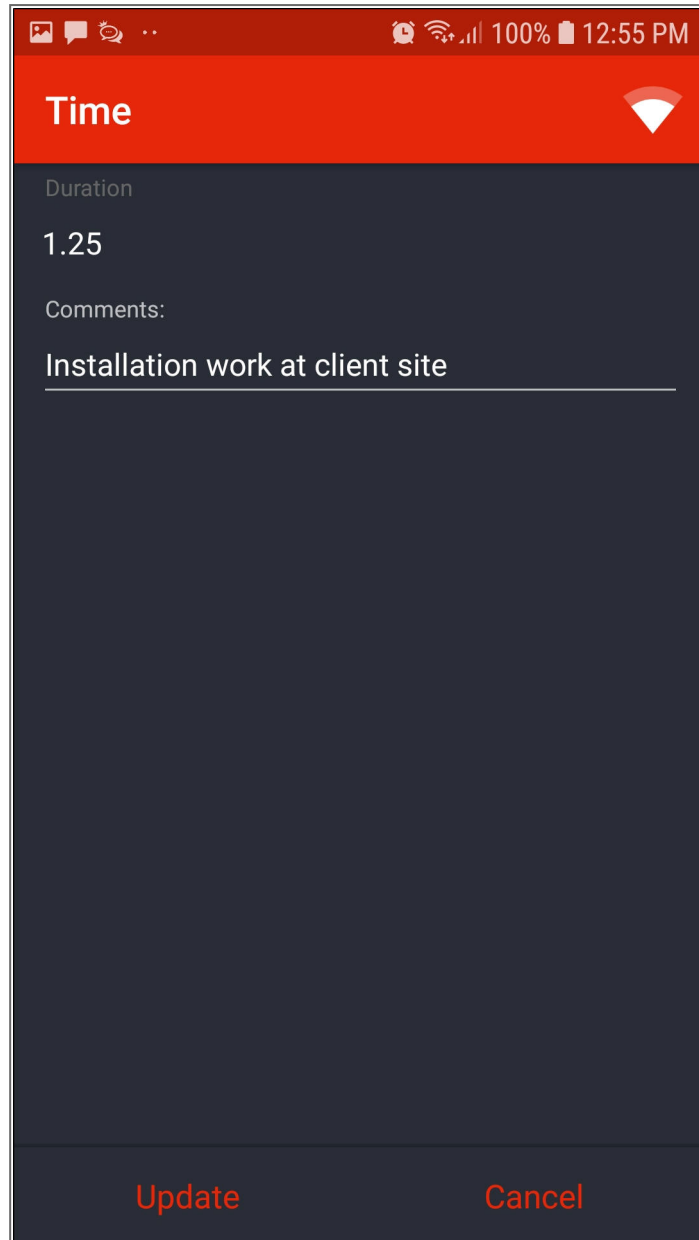 100% 12:55 PM
Time
Duration
1.25
Comments:
Installation work at client site
Update Cancel